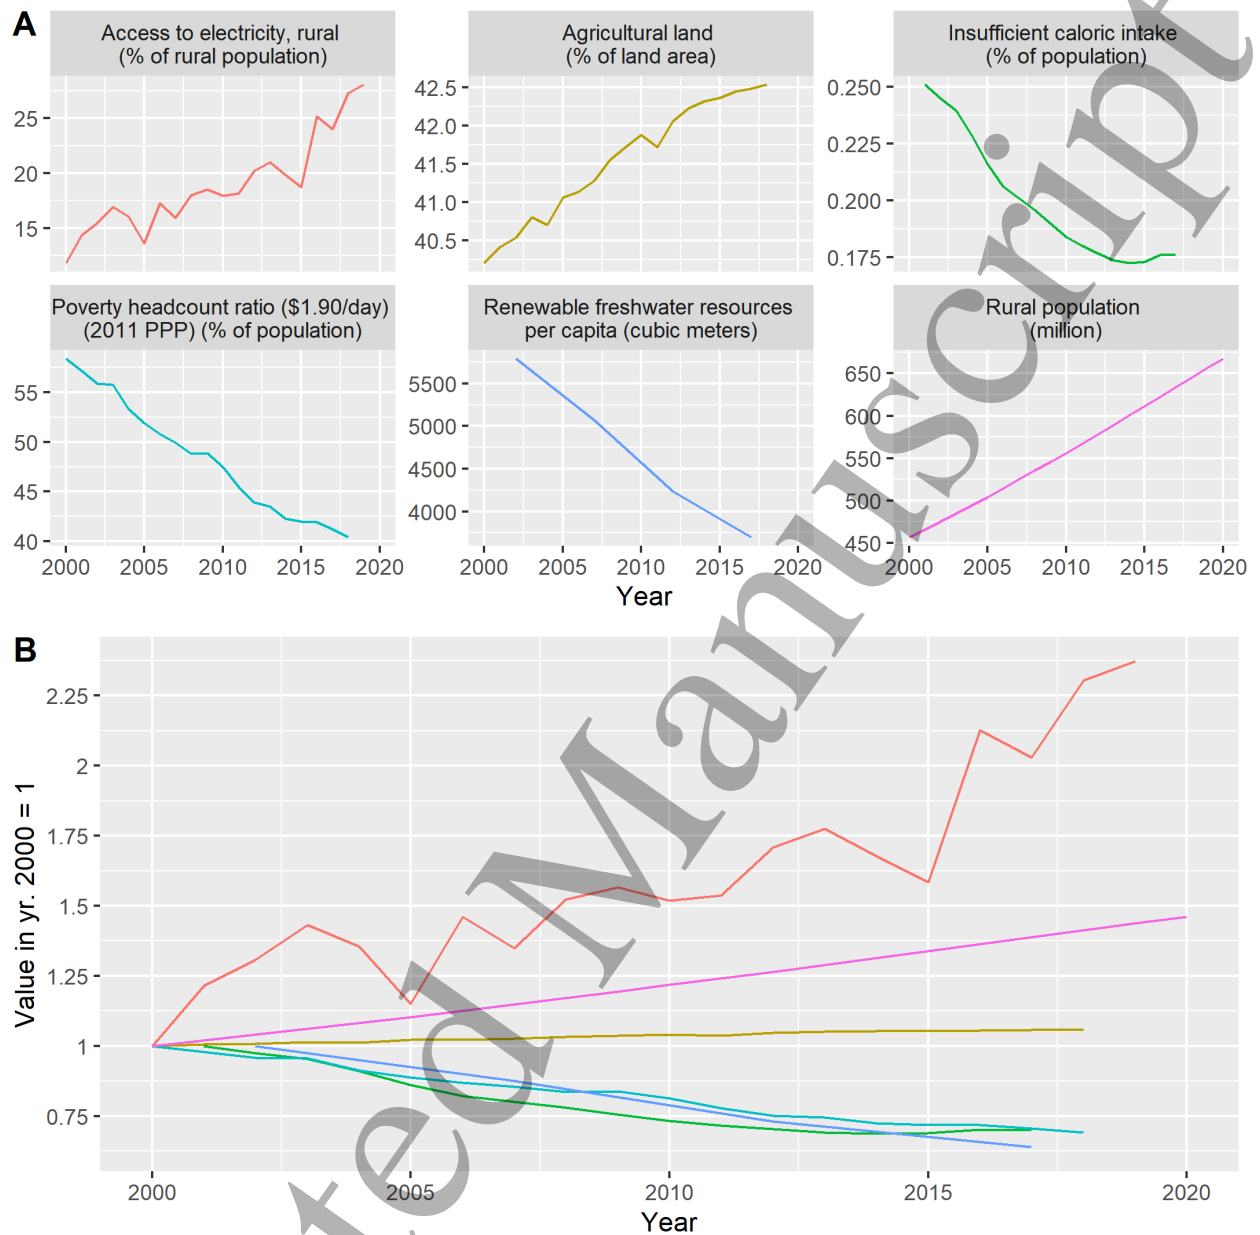 A
Access to electricity, rural
(% of rural population)
Agricultural land
(% of land area)
Insufficient caloric intake
(% of population)
25
20
15
42.5
42.0
41.5
41.0
40.5
0.250
0.225
0.200
0.175
Poverty headcount ratio ($1.90/day)
(2011 PPP) (% of population)
Renewable freshwater resources
per capita (cubic meters)
Rural population
(million)
55
50
45
40
5500
5000
4500
4000
650
600
550
500
450
2000 2005 2010 2015 2020
2000 2005 2010 2015 2020
2000 2005 2010 2015 2020
Year
B
Value in yr. 2000 = 1
2.25
2
1.75
1.5
1.25
1
0.75
2000 2005 2010 2015 2020
Year
ted Manuscript